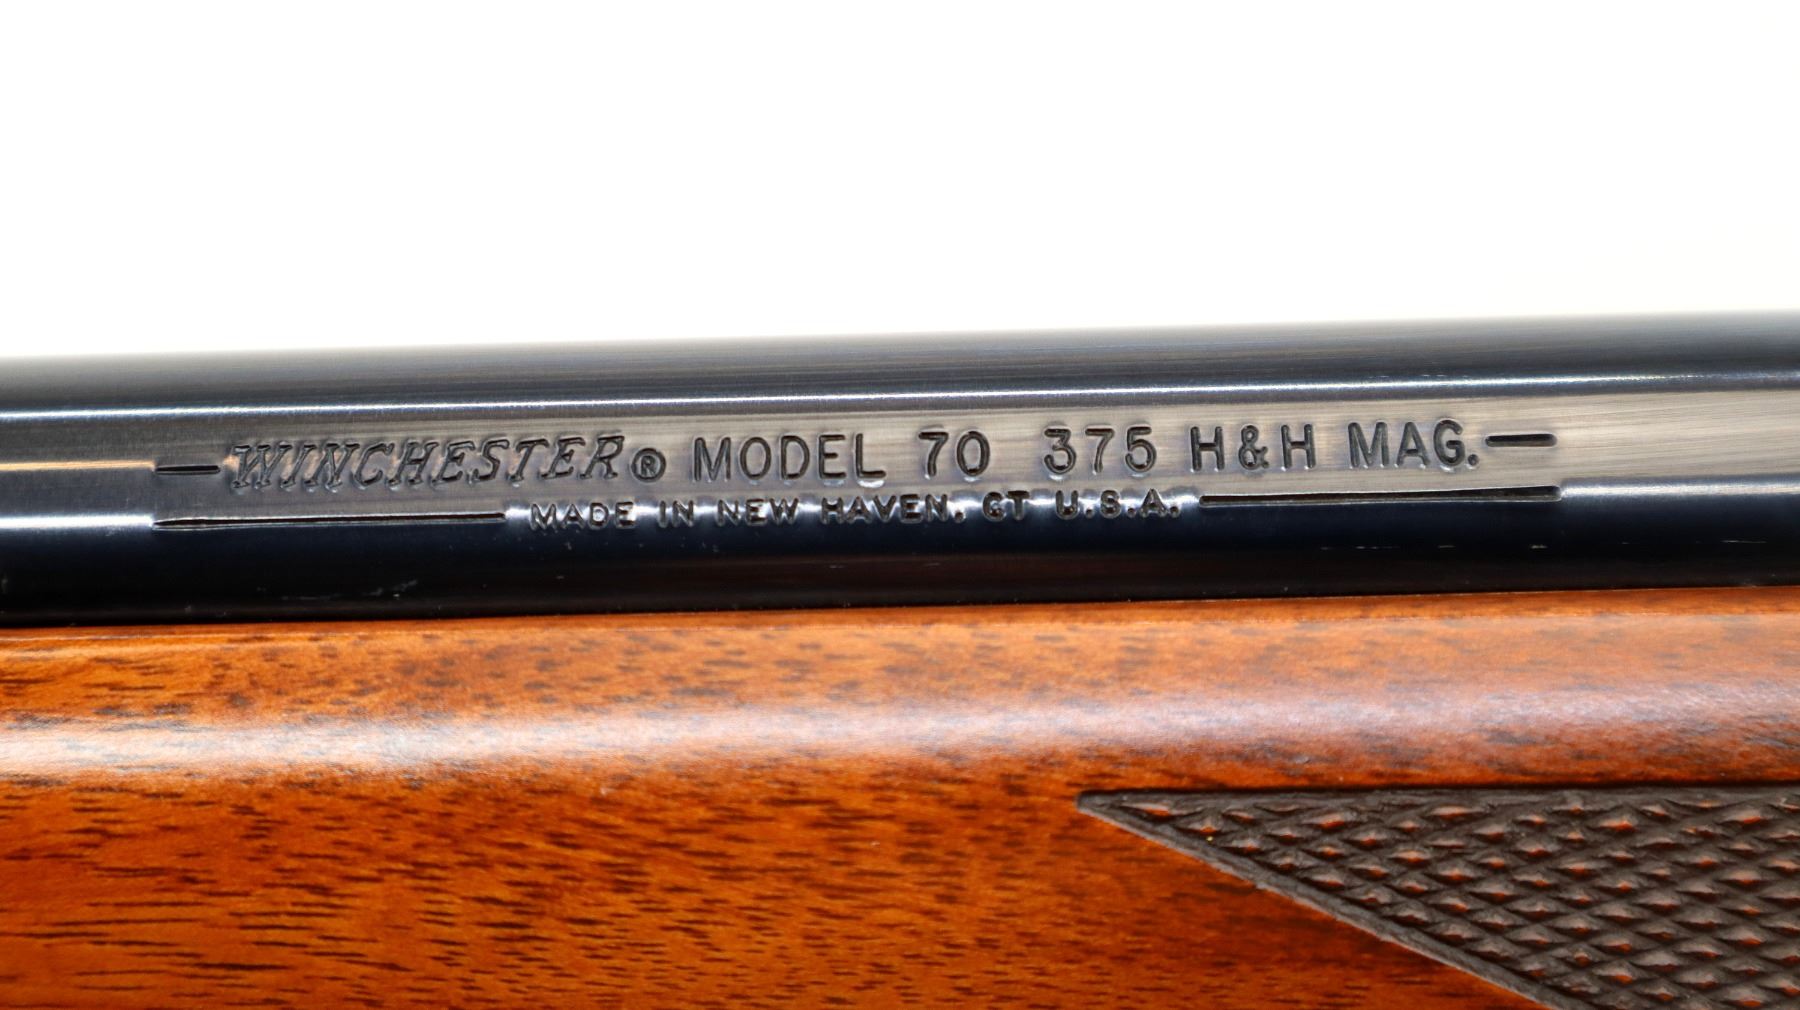 —WINCHESTER® MODEL 70 375 H&H MAG.—
—MADE IN NEW HAVEN, CT U.S.A.—